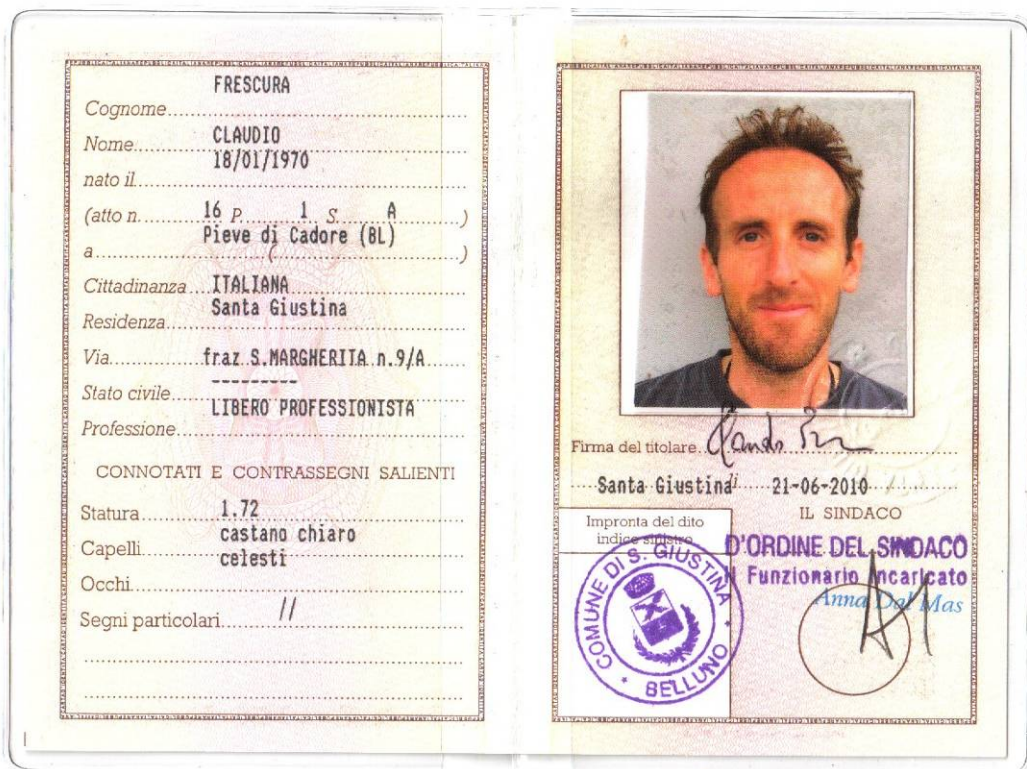 FRESCURA
Cognome
Nome CLAUDIO
18/01/1970
nato il
(atto n. 16 P. 1 S. A )
Pieve di Cadore (BL)
a ( )
Cittadinanza ITALIANA
Santa Giustina
Residenza
Via fraz S.MARGHERITA n.9/A
Stato civile ---------
LIBERO PROFESSIONISTA
Professione
CONNOTATI E CONTRASSEGNI SALIENTI
Statura 1.72
castano chiaro
Capelli
celesti
Occhi
Segni particolari //
Firma del titolare
Santa Giustina li 21-06-2010
IL SINDACO
Impronta del dito
indice sinistro
D'ORDINE DEL SINDACO
Il Funzionario Incaricato
Anna Dal Mas
COMUNE DI S. GIUSTINA
* BELLUNO *